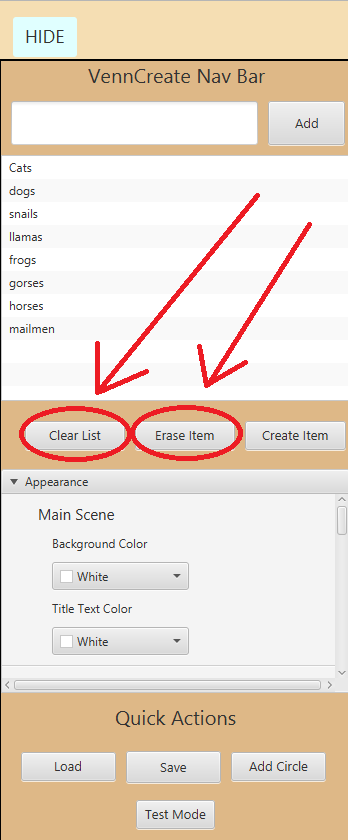 HIDE
VennCreate Nav Bar
Add
Cats
dogs
snails
llamas
frogs
gorses
horses
mailmen
Clear List Erase Item Create Item
Appearance
Main Scene
Background Color
White
Title Text Color
White
Quick Actions
Load Save Add Circle
Test Mode